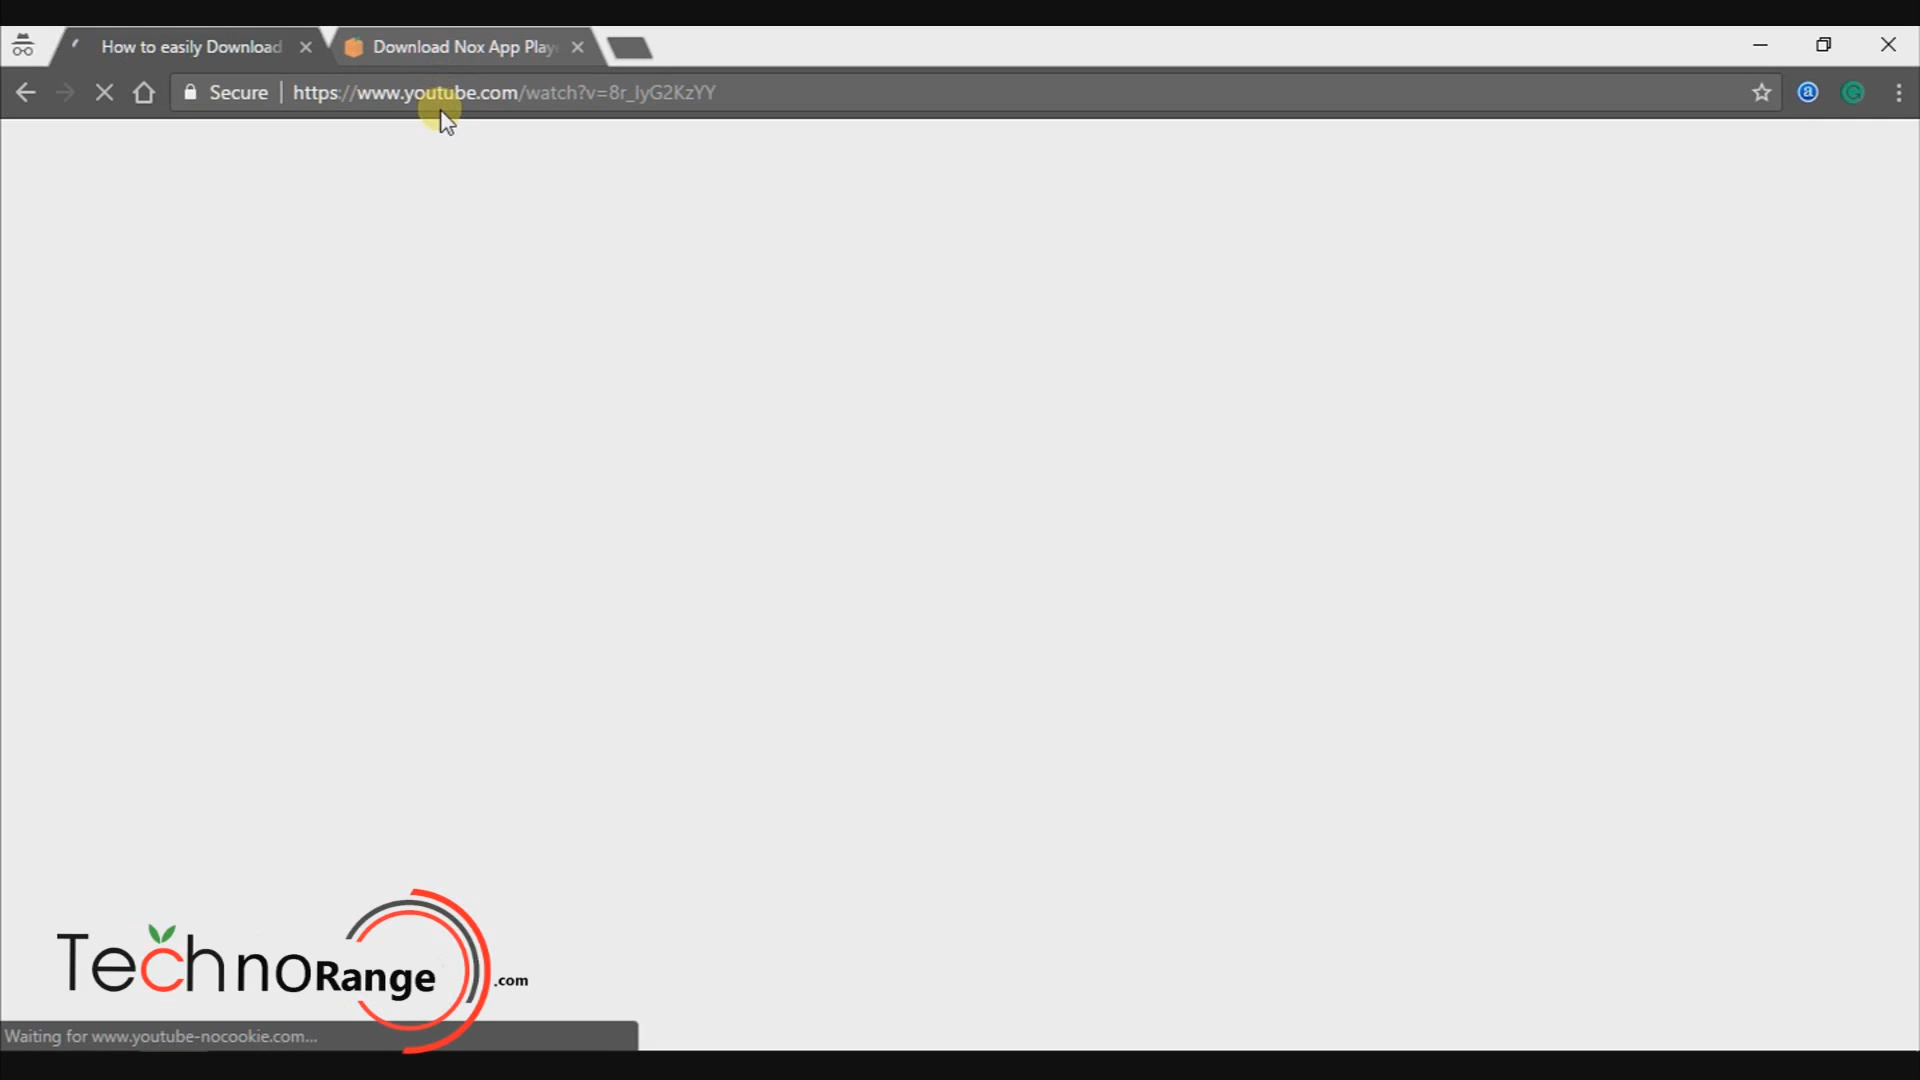 How to easily Download
Download Nox App Play
Secure
https://www.youtube.com/watch?v=8r_lyG2KzYY
TechnoRange.com
Waiting for www.youtube-nocookie.com...